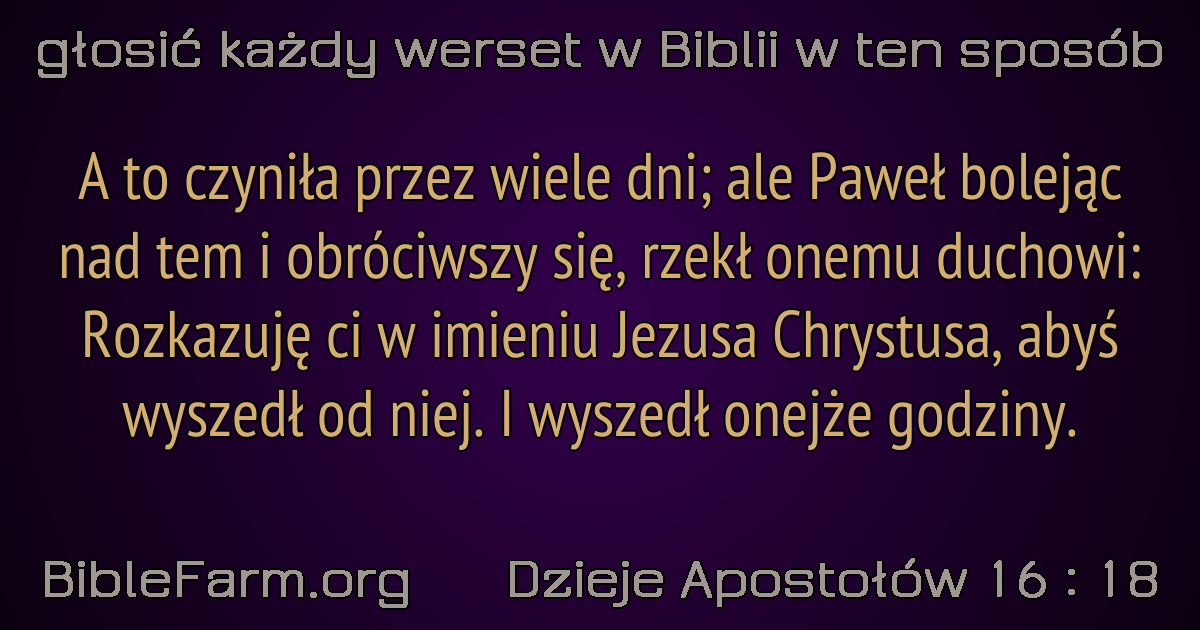 głosić każdy werset w Biblii w ten sposób
A to czyniła przez wiele dni; ale Paweł bolejąc
nad tem i obróciwszy się, rzekł onemu duchowi:
Rozkazuję ci w imieniu Jezusa Chrystusa, abyś
wyszedł od niej. I wyszedł onejże godziny.
BibleFarm.org
Dzieje Apostołów 16 : 18